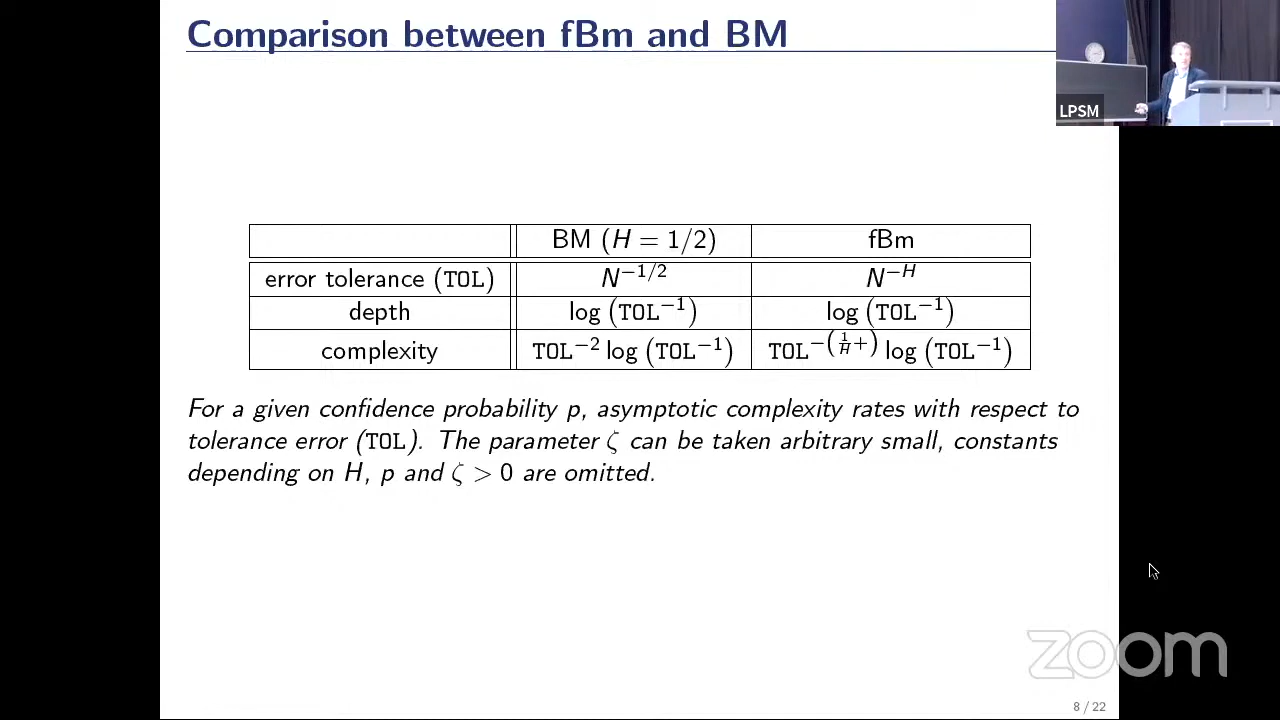 Comparison between fBm and BM
LPSM
BM (H = 1/2) fBm
error tolerance (TOL) N^{-1/2} N^{-H}
depth log (TOL^{-1}) log (TOL^{-1})
complexity TOL^{-2} log (TOL^{-1}) TOL^{-(\frac{1}{H}+)} log (TOL^{-1})
For a given confidence probability p, asymptotic complexity rates with respect to
tolerance error (TOL). The parameter ζ can be taken arbitrary small, constants
depending on H, p and ζ > 0 are omitted.
zoom
8 / 22